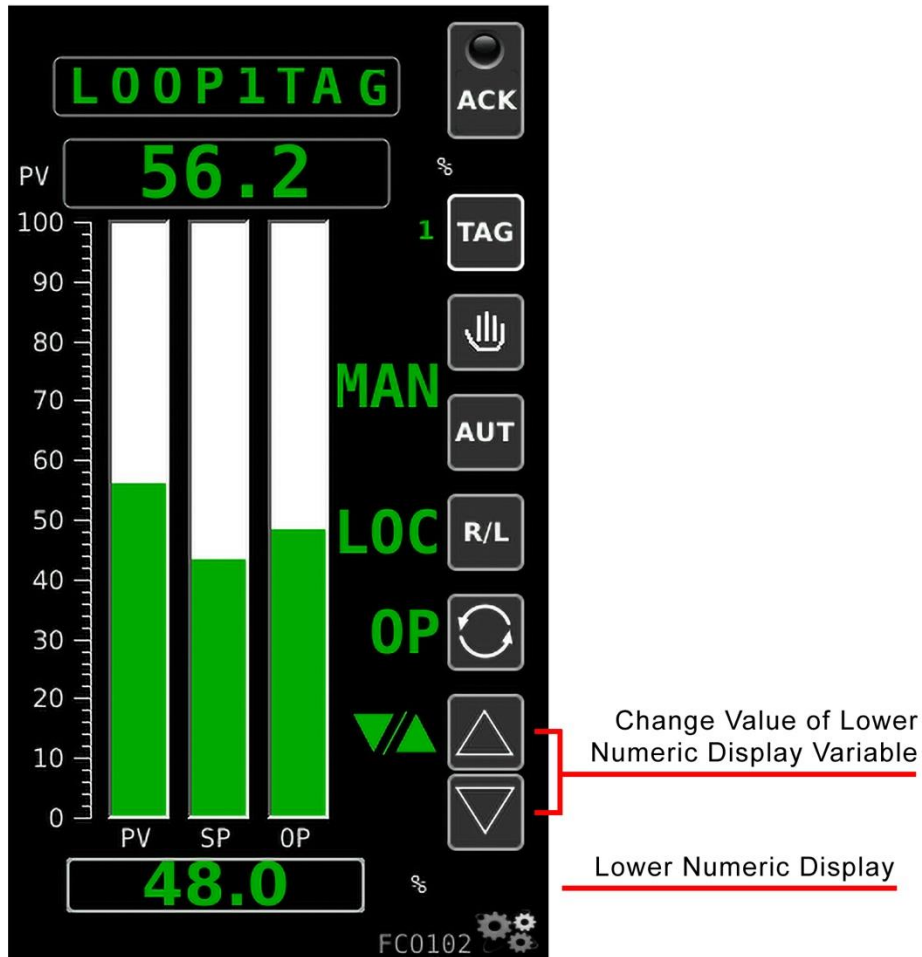 LOOP1TAG
ACK
PV 56.2 %
100
1 TAG
90
80
MAN
70
AUT
60
50
LOC R/L
40
30
OP
20
Change Value of Lower
Numeric Display Variable
10
0
PV SP OP
48.0 %
Lower Numeric Display
FCO102